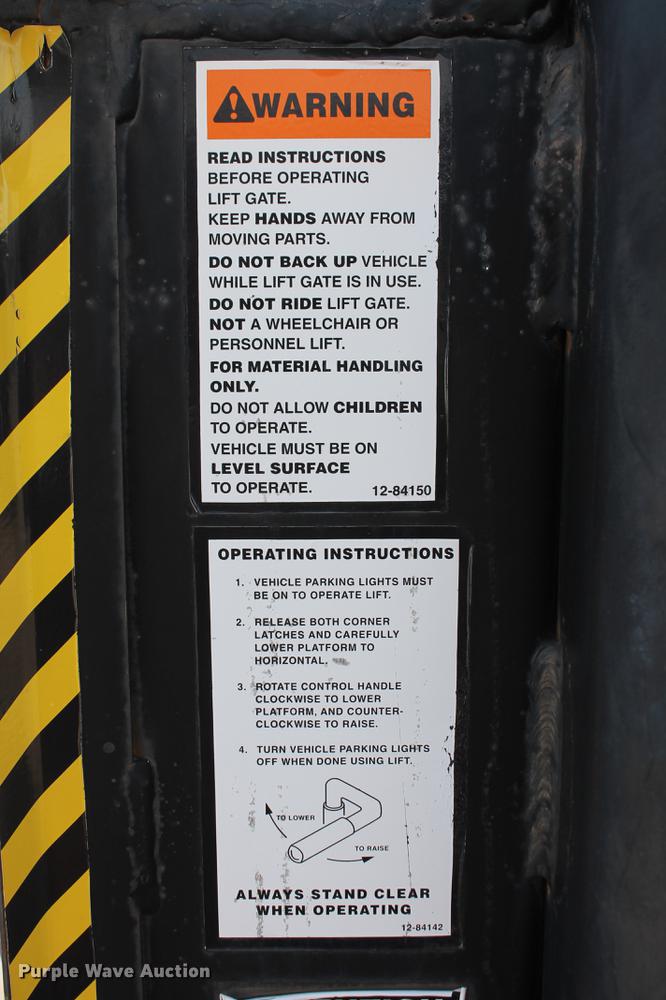 WARNING
READ INSTRUCTIONS
BEFORE OPERATING
LIFT GATE.
KEEP HANDS AWAY FROM
MOVING PARTS.
DO NOT BACK UP VEHICLE
WHILE LIFT GATE IS IN USE.
DO NOT RIDE LIFT GATE.
NOT A WHEELCHAIR OR
PERSONNEL LIFT.
FOR MATERIAL HANDLING
ONLY.
DO NOT ALLOW CHILDREN
TO OPERATE.
VEHICLE MUST BE ON
LEVEL SURFACE
TO OPERATE.
12-84150
OPERATING INSTRUCTIONS
1. VEHICLE PARKING LIGHTS MUST
BE ON TO OPERATE LIFT.
2. RELEASE BOTH CORNER
LATCHES AND CAREFULLY
LOWER PLATFORM TO
HORIZONTAL.
3. ROTATE CONTROL HANDLE
CLOCKWISE TO LOWER
PLATFORM, AND COUNTER-
CLOCKWISE TO RAISE.
4. TURN VEHICLE PARKING LIGHTS
OFF WHEN DONE USING LIFT.
TO LOWER
TO RAISE
ALWAYS STAND CLEAR
WHEN OPERATING
12-84142
Purple Wave Auction